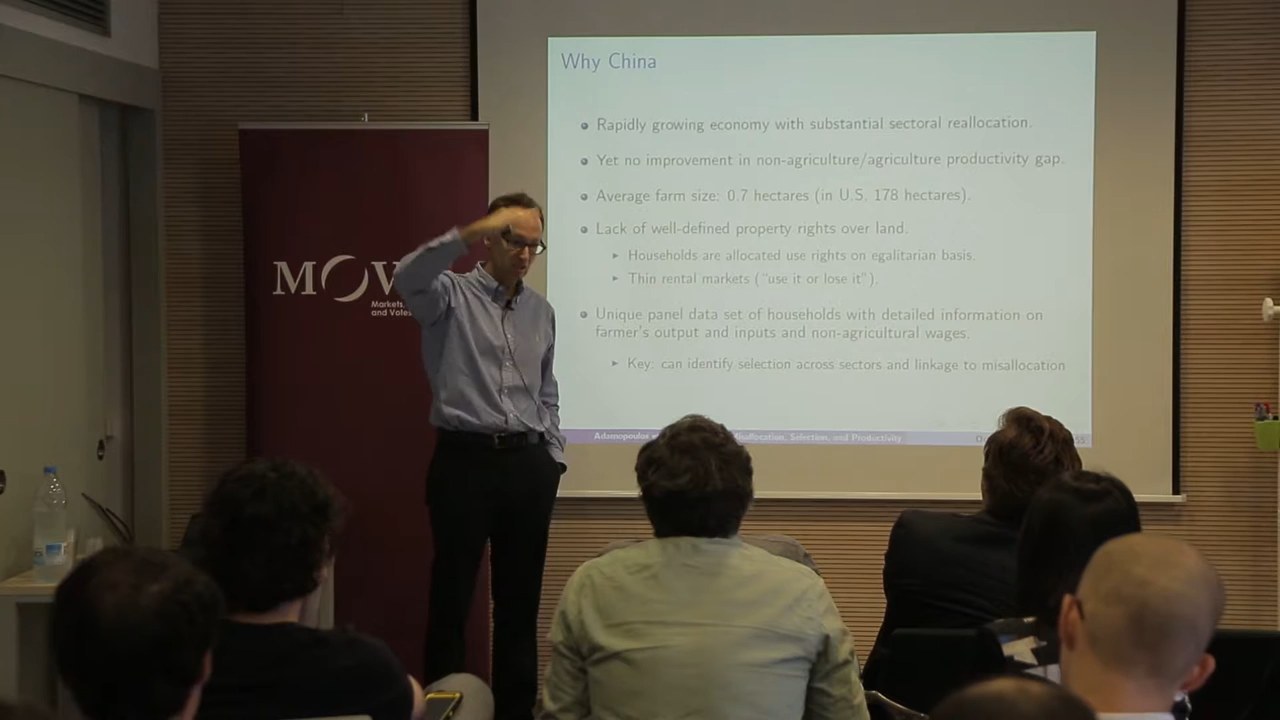 Why China
Rapidly growing economy with substantial sectoral reallocation.
Yet no improvement in non-agriculture/agriculture productivity gap.
Average farm size: 0.7 hectares (in U.S. 178 hectares).
Lack of well-defined property rights over land.
Households are allocated use rights on egalitarian basis.
Thin rental markets ("use it or lose it").
Unique panel data set of households with detailed information on
farmer's output and inputs and non-agricultural wages.
Key: can identify selection across sectors and linkage to misallocation
Adamopoulos Misallocation, Selection, and Productivity
MOV
Markets,
and Votes